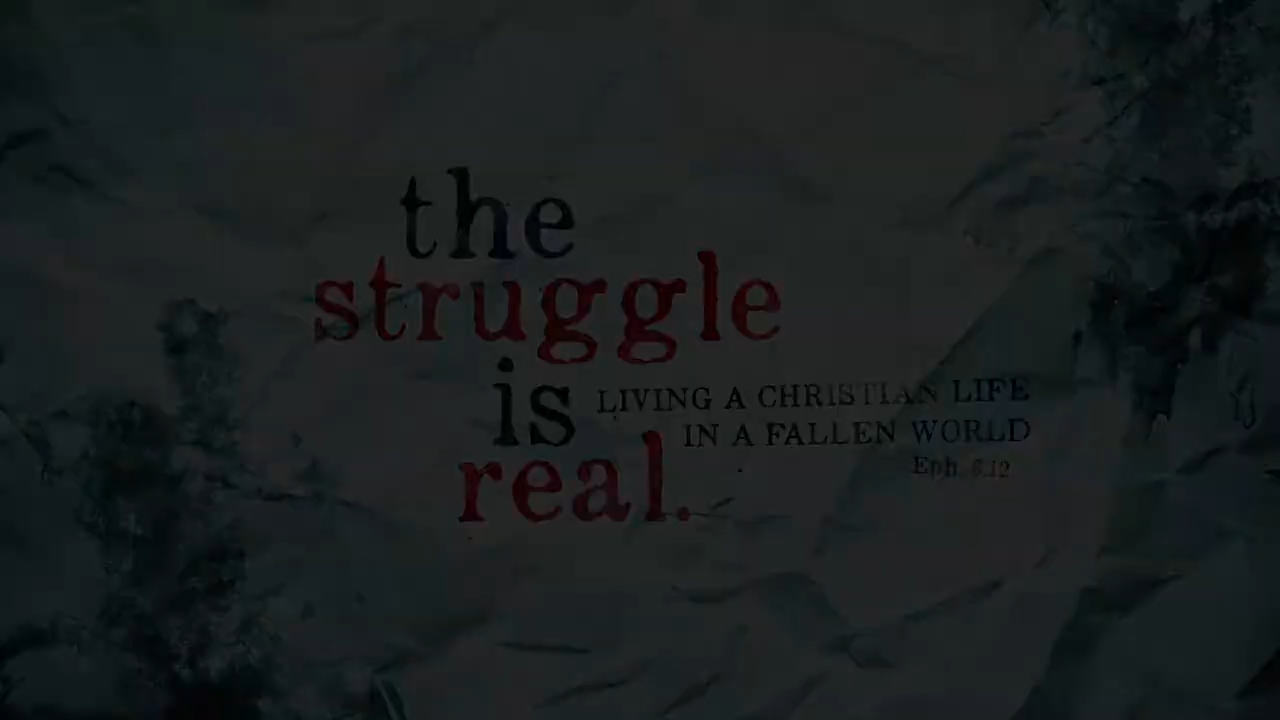 the
struggle
is
real.
LIVING A CHRISTIAN LIFE
IN A FALLEN WORLD
Eph. 6:12